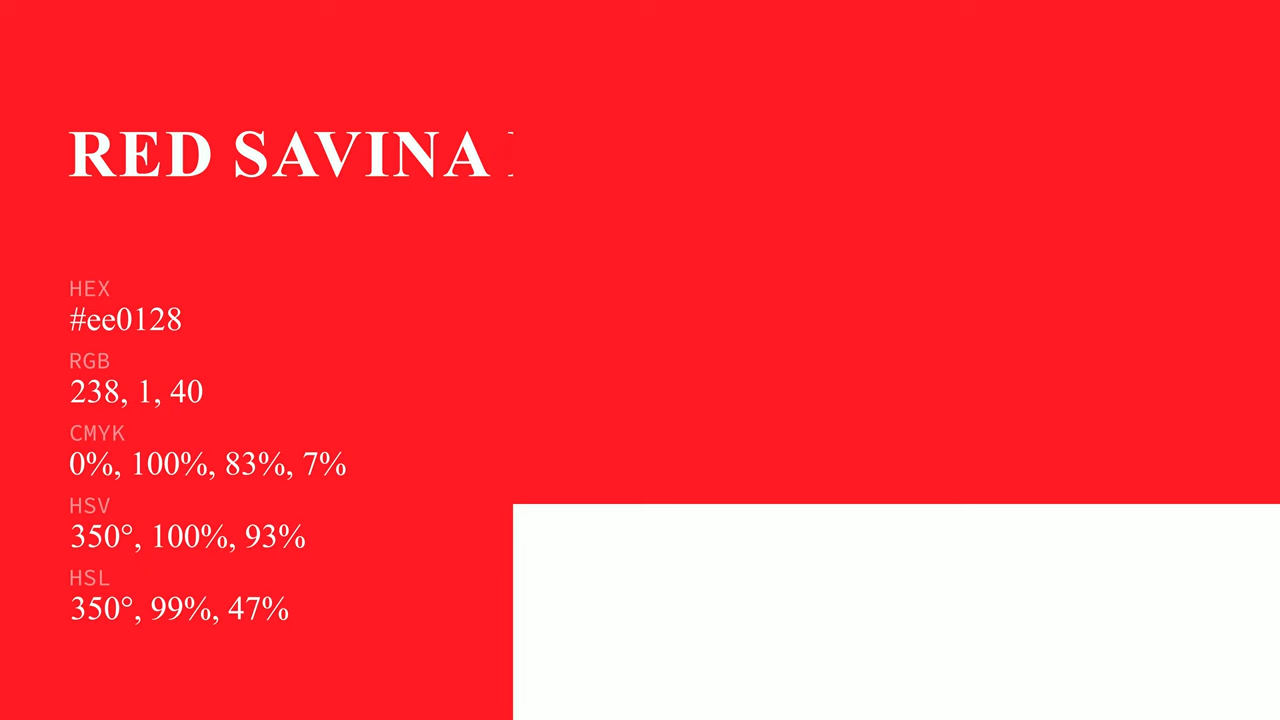 RED SAVINA
HEX
#ee0128
RGB
238, 1, 40
CMYK
0%, 100%, 83%, 7%
HSV
350°, 100%, 93%
HSL
350°, 99%, 47%